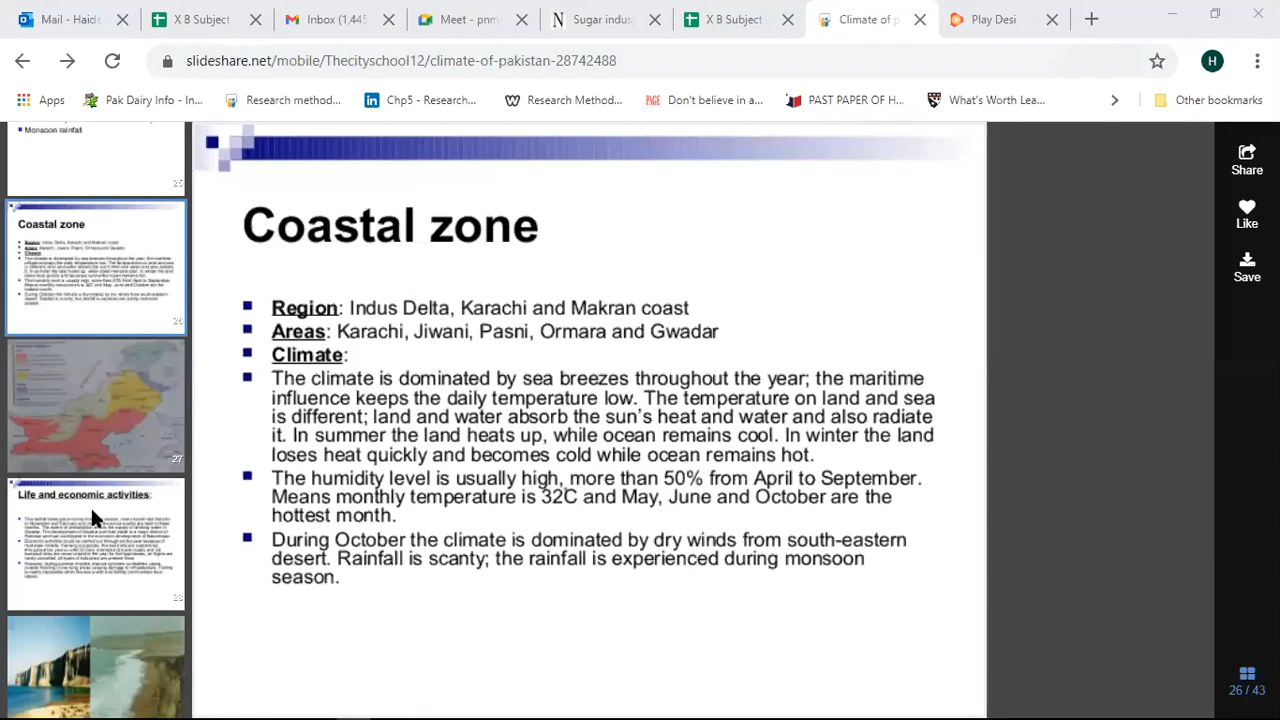 Mail - Haide
X B Subject
Inbox (1,445
Meet - pnm
Sugar indus
X B Subject
Climate of p
Play Desi
slideshare.net/mobile/Thecityschool12/climate-of-pakistan-28742488
H
Apps
Pak Dairy Info - In...
Research method...
Chp5 - Research...
Research Method...
Don't believe in a...
PAST PAPER OF H...
What's Worth Lea...
Other bookmarks
Monsoon rainfall
25
Coastal zone
26
27
Life and economic activities:
28
Coastal zone
Region: Indus Delta, Karachi and Makran coast
Areas: Karachi, Jiwani, Pasni, Ormara and Gwadar
Climate:
The climate is dominated by sea breezes throughout the year; the maritime
influence keeps the daily temperature low. The temperature on land and sea
is different; land and water absorb the sun's heat and water and also radiate
it. In summer the land heats up, while ocean remains cool. In winter the land
loses heat quickly and becomes cold while ocean remains hot.
The humidity level is usually high, more than 50% from April to September.
Means monthly temperature is 32C and May, June and October are the
hottest month.
During October the climate is dominated by dry winds from south-eastern
desert. Rainfall is scanty; the rainfall is experienced during monsoon
season.
Share
Like
Save
26 / 43